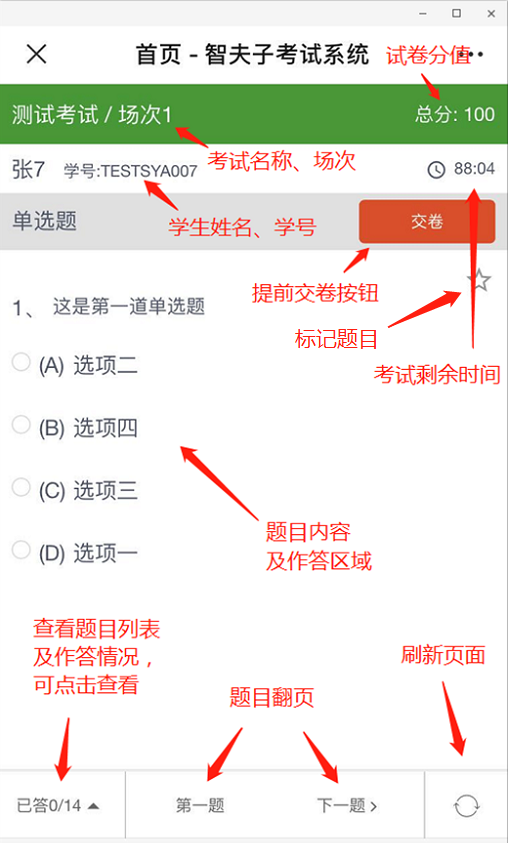 首页 - 智夫子考试系统
试卷分值
测试考试 / 场次1
总分: 100
考试名称、场次
张7
学号:TESTSYA007
88:04
学生姓名、学号
单选题
交卷
提前交卷按钮
标记题目
1、 这是第一道单选题
考试剩余时间
(A) 选项二
(B) 选项四
(C) 选项三
题目内容
及作答区域
(D) 选项一
查看题目列表
及作答情况，
可点击查看
刷新页面
题目翻页
已答0/14
第一题
下一题